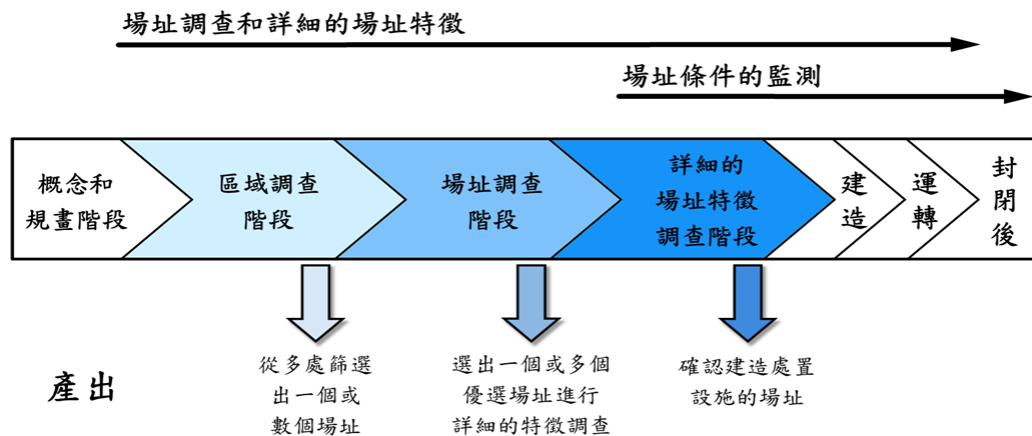 場址調查和詳細的場址特徵
場址條件的監測
概念和
規畫階段
區域調查
階段
場址調查
階段
詳細的
場址特徵
調查階段
建造
運轉
封閉後
產出
從多處篩選
出一個或
數個場址
選出一個或多個
優選場址進行
詳細的特徵調查
確認建造處置
設施的場址